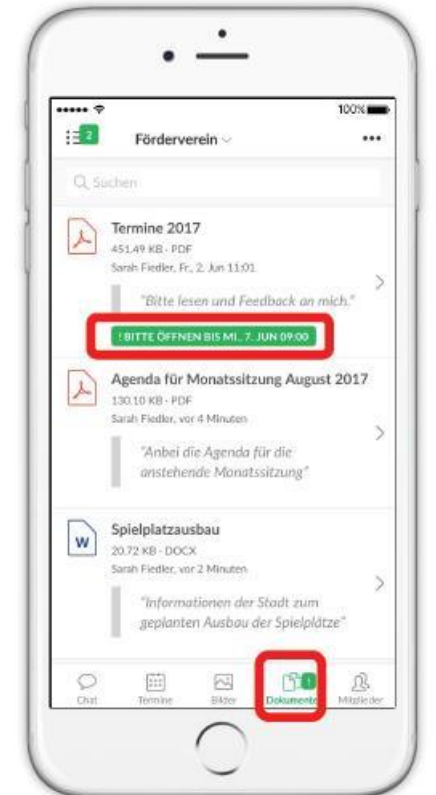 100%
2
Förderverein
Suchen
Termine 2017
451.49 KB - PDF
Sarah Fiedler, Fr., 2. Jun 11:01
"Bitte lesen und Feedback an mich."
! BITTE ÖFFNEN BIS MI., 7. JUN 09:00
Agenda für Monatssitzung August 2017
130.10 KB - PDF
Sarah Fiedler, vor 4 Minuten
"Anbei die Agenda für die
anstehende Monatssitzung"
W
Spielplatzausbau
20.72 KB - DOCX
Sarah Fiedler, vor 2 Minuten
"Informationen der Stadt zum
geplanten Ausbau der Spielplätze"
Chat Termine Bilder Dokumente Mitglieder